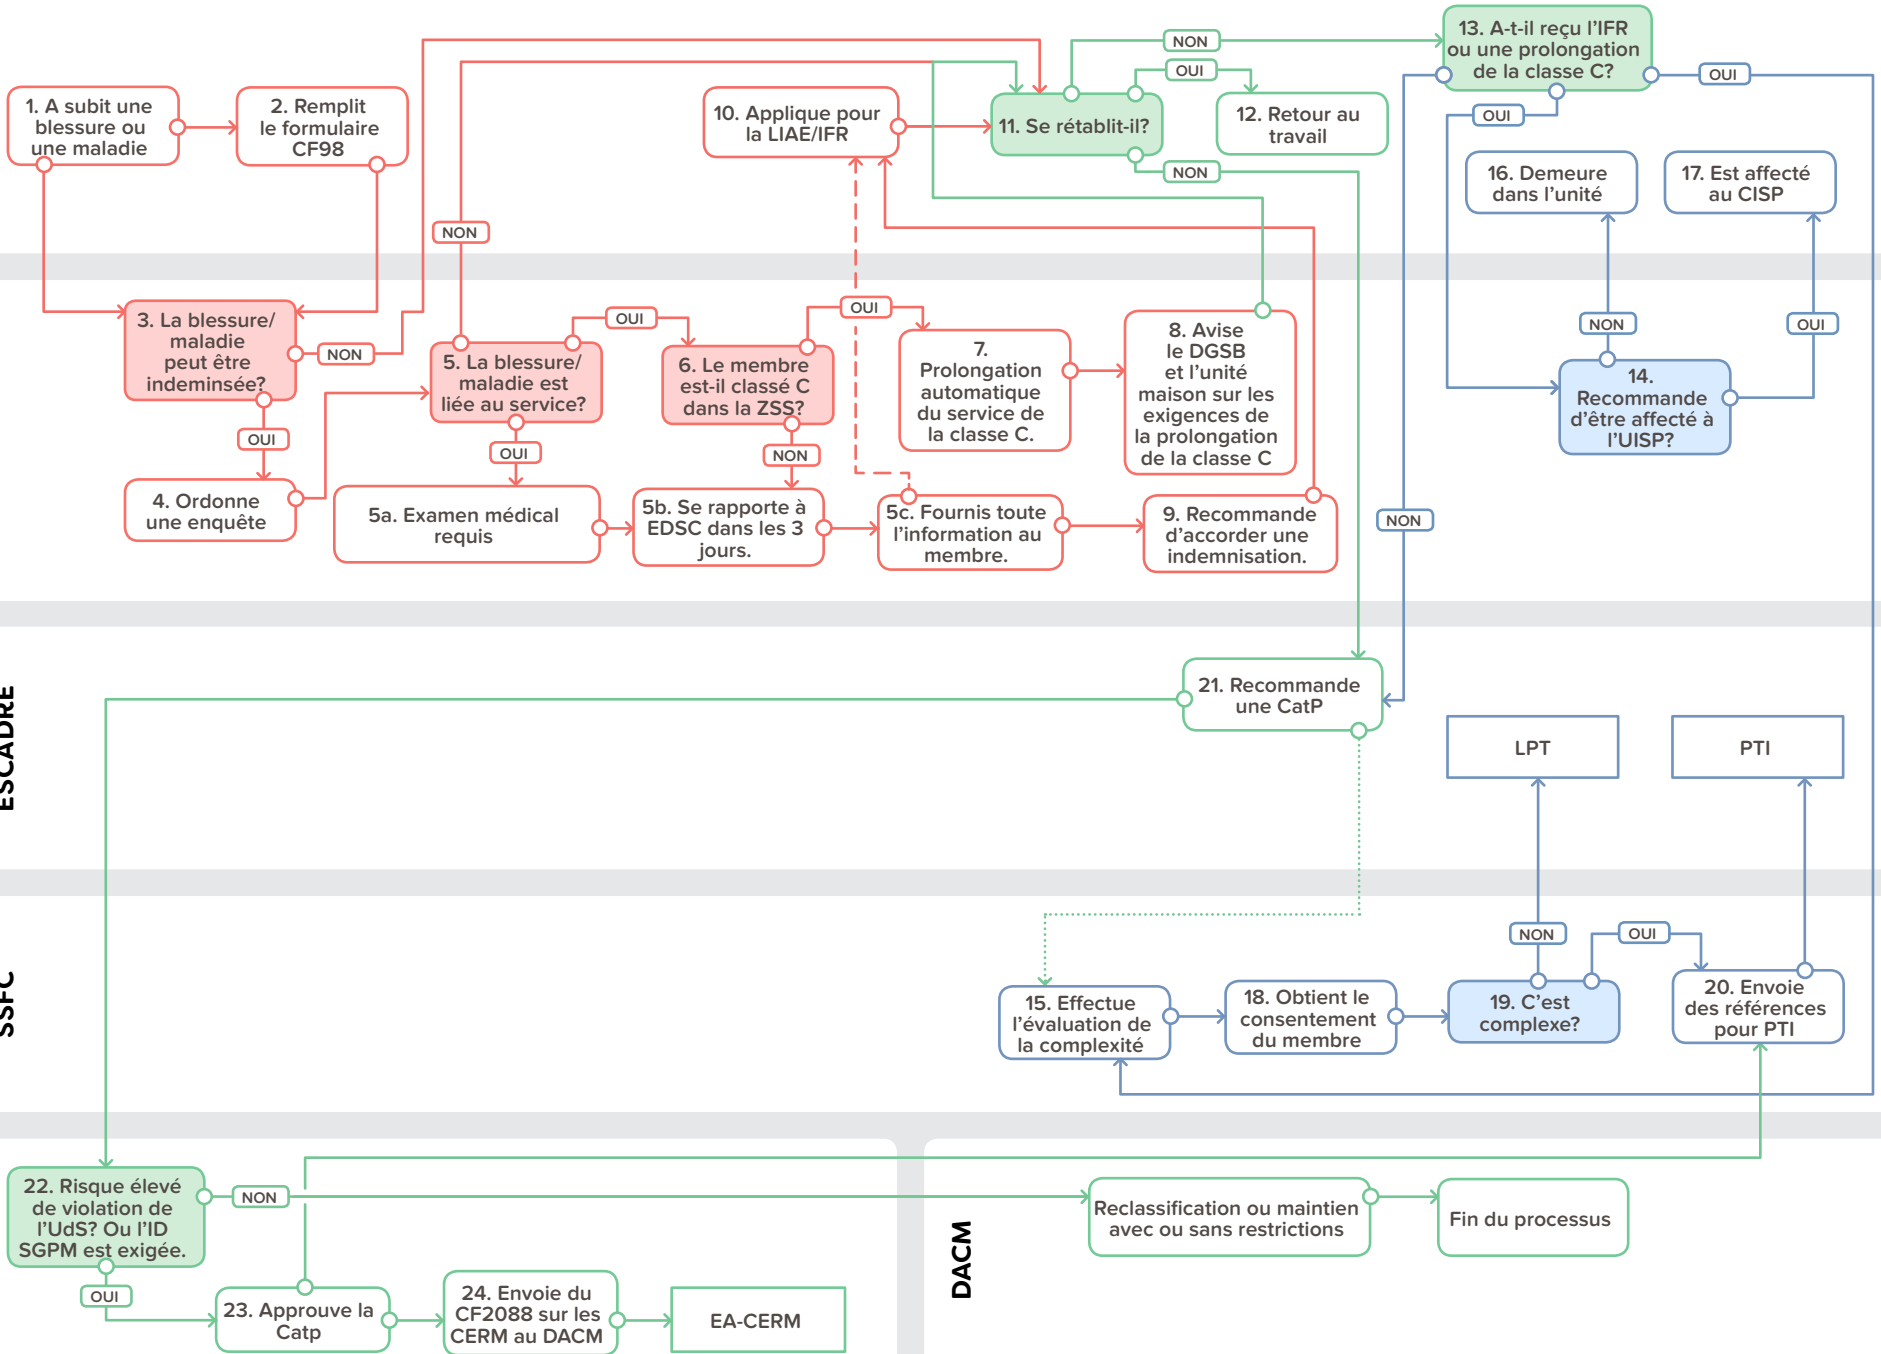 13. A-t-il reçu l'IFR
ou une prolongation
de la classe C?
NON
OUI
OUI
OUI
1. A subit une
blessure ou
une maladie
2. Remplit
le formulaire
CF98
10. Applique pour
la LIAE/IFR
11. Se rétablit-il?
12. Retour au
travail
NON
16. Demeure
dans l'unité
17. Est affecté
au CISP
NON
3. La blessure/
maladie
peut être
indeminsée?
NON
OUI
5. La blessure/
maladie est
liée au service?
OUI
6. Le membre
est-il classé C
dans la ZSS?
OUI
7.
Prolongation
automatique
du service de
la classe C.
8. Avise
le DGSB
et l'unité
maison sur les
exigences de
la prolongation
de la classe C
NON
OUI
14.
Recommande
d'être affecté à
l'UISP?
OUI
NON
4. Ordonne
une enquête
5a. Examen médical
requis
5b. Se rapporte à
EDSC dans les 3
jours.
5c. Fournis toute
l'information au
membre.
9. Recommande
d'accorder une
indemnisation.
NON
ESCADRE
21. Recommande
une CatP
LPT
PTI
SSFC
NON
OUI
15. Effectue
l'évaluation de
la complexité
18. Obtient le
consentement
du membre
19. C'est
complexe?
20. Envoie
des références
pour PTI
22. Risque élevé
de violation de
l'UdS? Ou l'ID
SGPM est exigée.
NON
OUI
23. Approuve la
Catp
24. Envoie du
CF2088 sur les
CERM au DACM
EA-CERM
DACM
Reclassification ou maintien
avec ou sans restrictions
Fin du processus